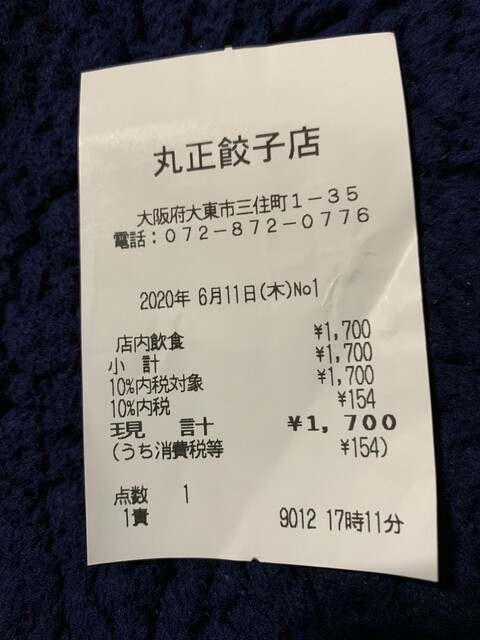 丸正餃子店
大阪府大東市三住町１－３５
電話：０７２－８７２－０７７６
2020年 6月11日(木)No1
店内飲食 ¥1,700
小 計 ¥1,700
10%内税対象 ¥1,700
10%内税 ¥154
現 計 ¥1,700
(うち消費税等 ¥154)
点数 1
1責 9012 17時11分